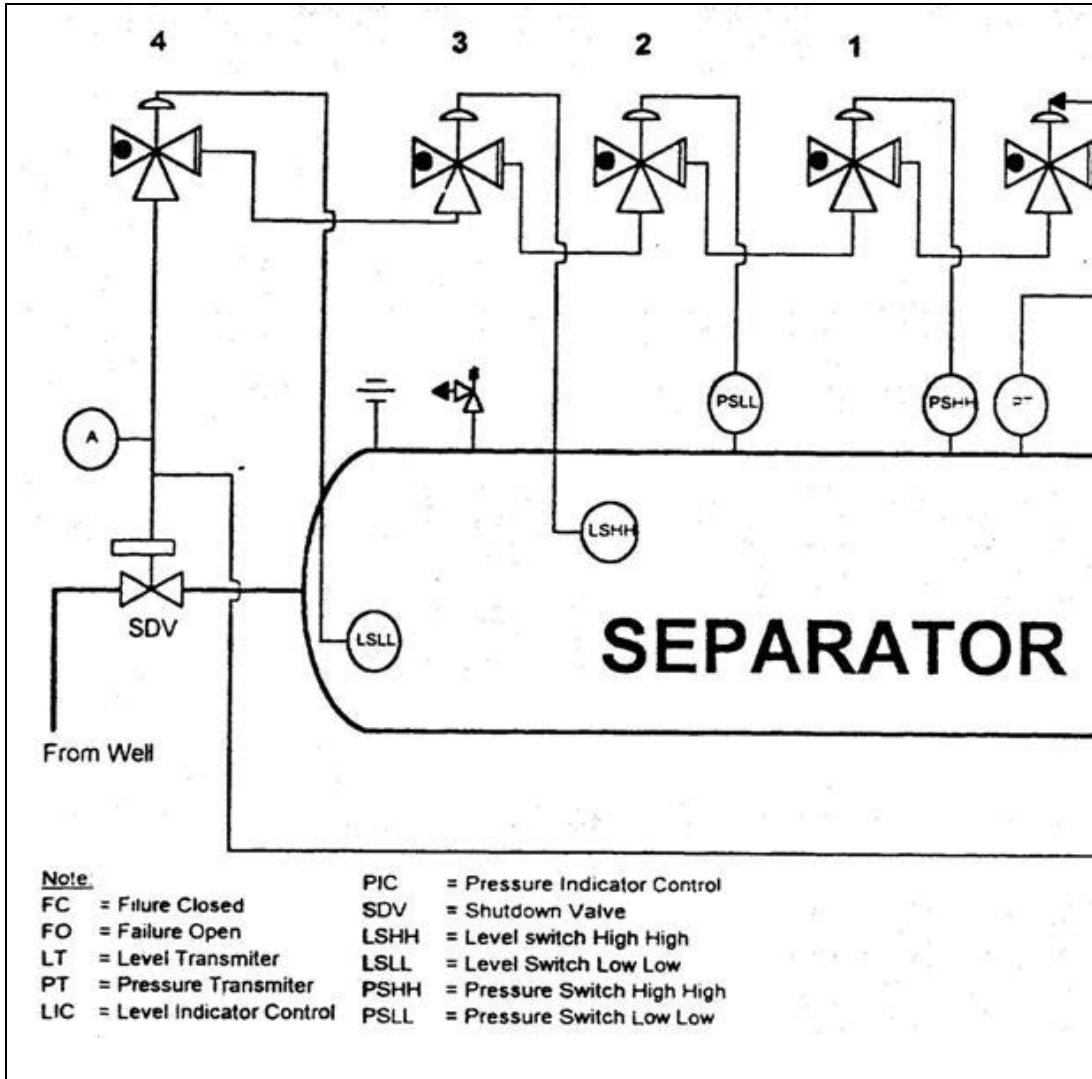 4 3 2 1
PSLL PSHH PT
A
LSHH
SDV
LSLL
SEPARATOR
From Well
Note:
FC = Filure Closed
FO = Failure Open
LT = Level Transmiter
PT = Pressure Transmiter
LIC = Level Indicator Control
PIC = Pressure Indicator Control
SDV = Shutdown Valve
LSHH = Level switch High High
LSLL = Level Switch Low Low
PSHH = Pressure Switch High High
PSLL = Pressure Switch Low Low